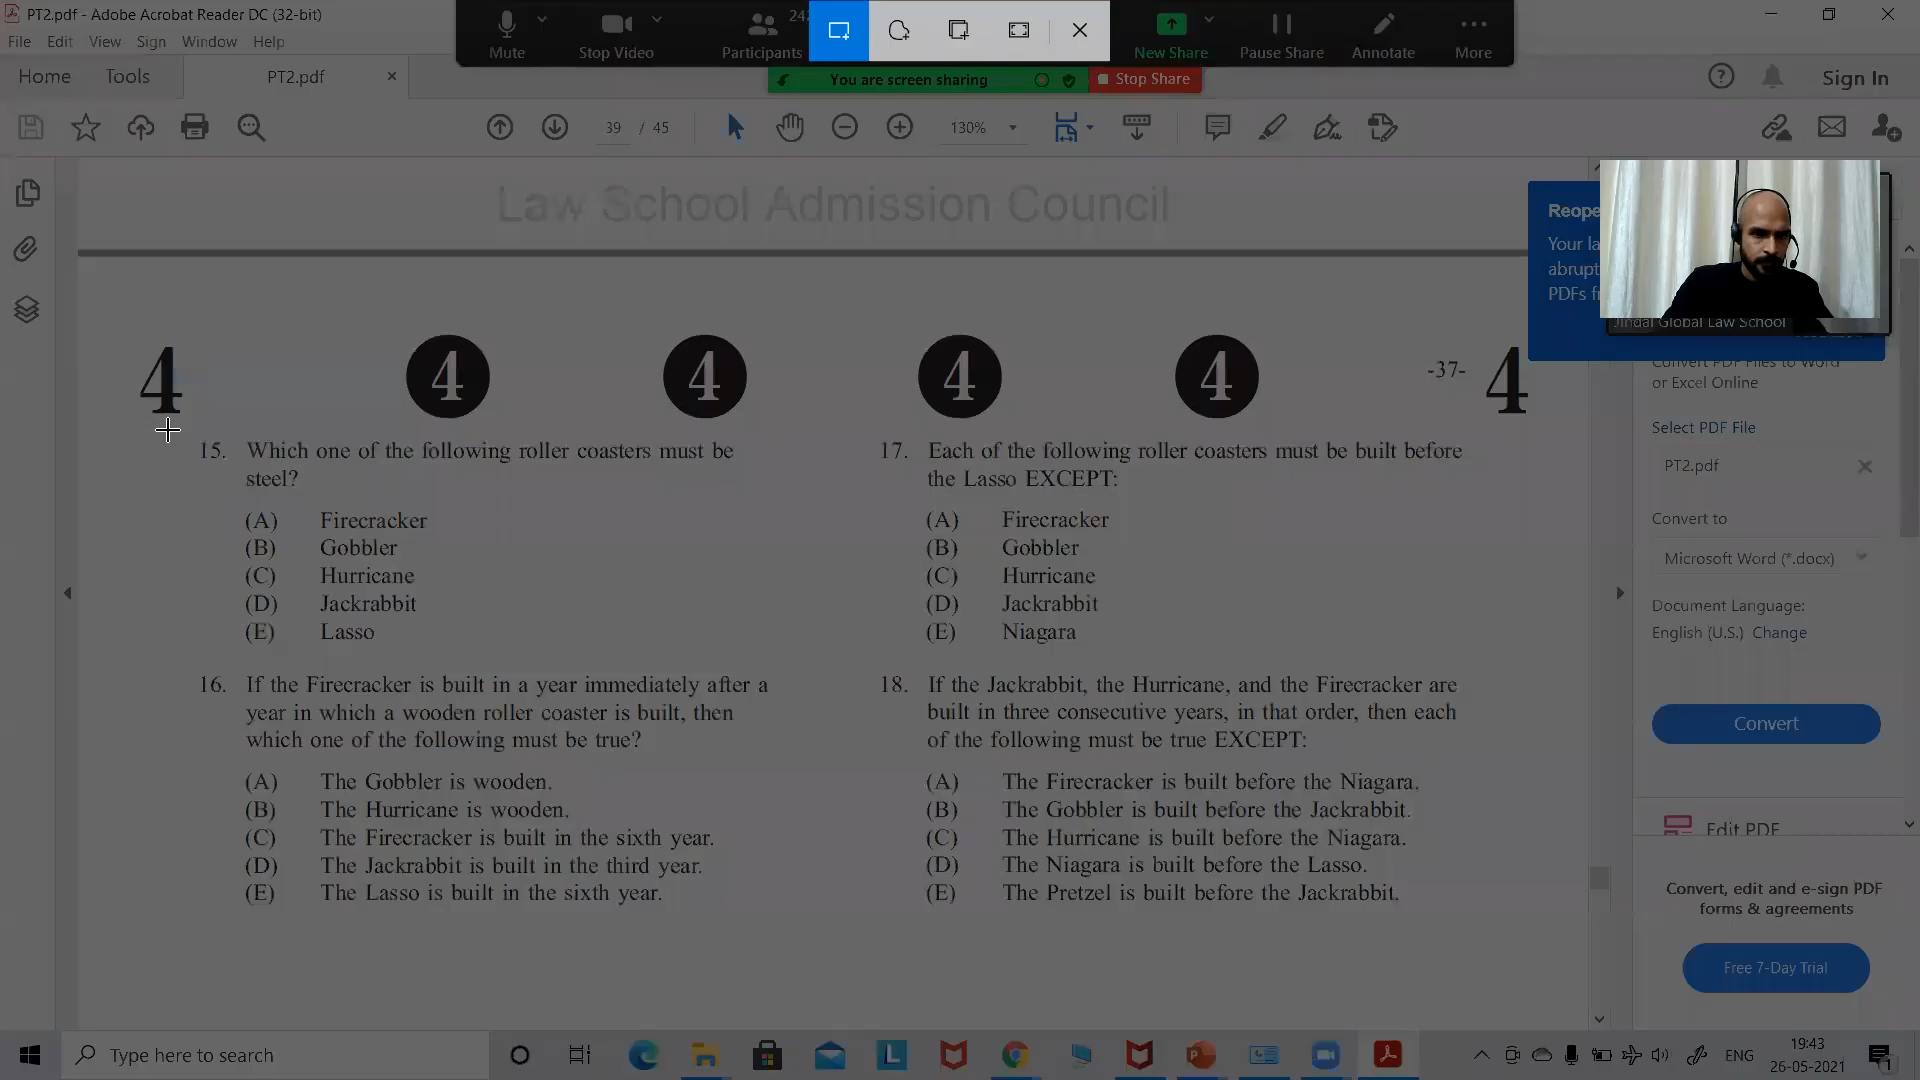 PT2.pdf - Adobe Acrobat Reader DC (32-bit)
File Edit View Sign Window Help
Mute
Stop Video
Participants
New Share
Pause Share
Annotate
More
You are screen sharing
Stop Share
Home
Tools
PT2.pdf
Sign In
39 / 45
130%
Law School Admission Council
Jindal Global Law School
4 4 4 4 4 -37- 4
15. Which one of the following roller coasters must be
steel?
(A) Firecracker
(B) Gobbler
(C) Hurricane
(D) Jackrabbit
(E) Lasso
16. If the Firecracker is built in a year immediately after a
year in which a wooden roller coaster is built, then
which one of the following must be true?
(A) The Gobbler is wooden.
(B) The Hurricane is wooden.
(C) The Firecracker is built in the sixth year.
(D) The Jackrabbit is built in the third year.
(E) The Lasso is built in the sixth year.
17. Each of the following roller coasters must be built before
the Lasso EXCEPT:
(A) Firecracker
(B) Gobbler
(C) Hurricane
(D) Jackrabbit
(E) Niagara
18. If the Jackrabbit, the Hurricane, and the Firecracker are
built in three consecutive years, in that order, then each
of the following must be true EXCEPT:
(A) The Firecracker is built before the Niagara.
(B) The Gobbler is built before the Jackrabbit.
(C) The Hurricane is built before the Niagara.
(D) The Niagara is built before the Lasso.
(E) The Pretzel is built before the Jackrabbit.
Convert PDF Files to Word
or Excel Online
Select PDF File
PT2.pdf
Convert to
Microsoft Word (*.docx)
Document Language:
English (U.S.) Change
Convert
Edit PDF
Convert, edit and e-sign PDF
forms & agreements
Free 7-Day Trial
Type here to search
ENG
19:43
26-05-2021
1